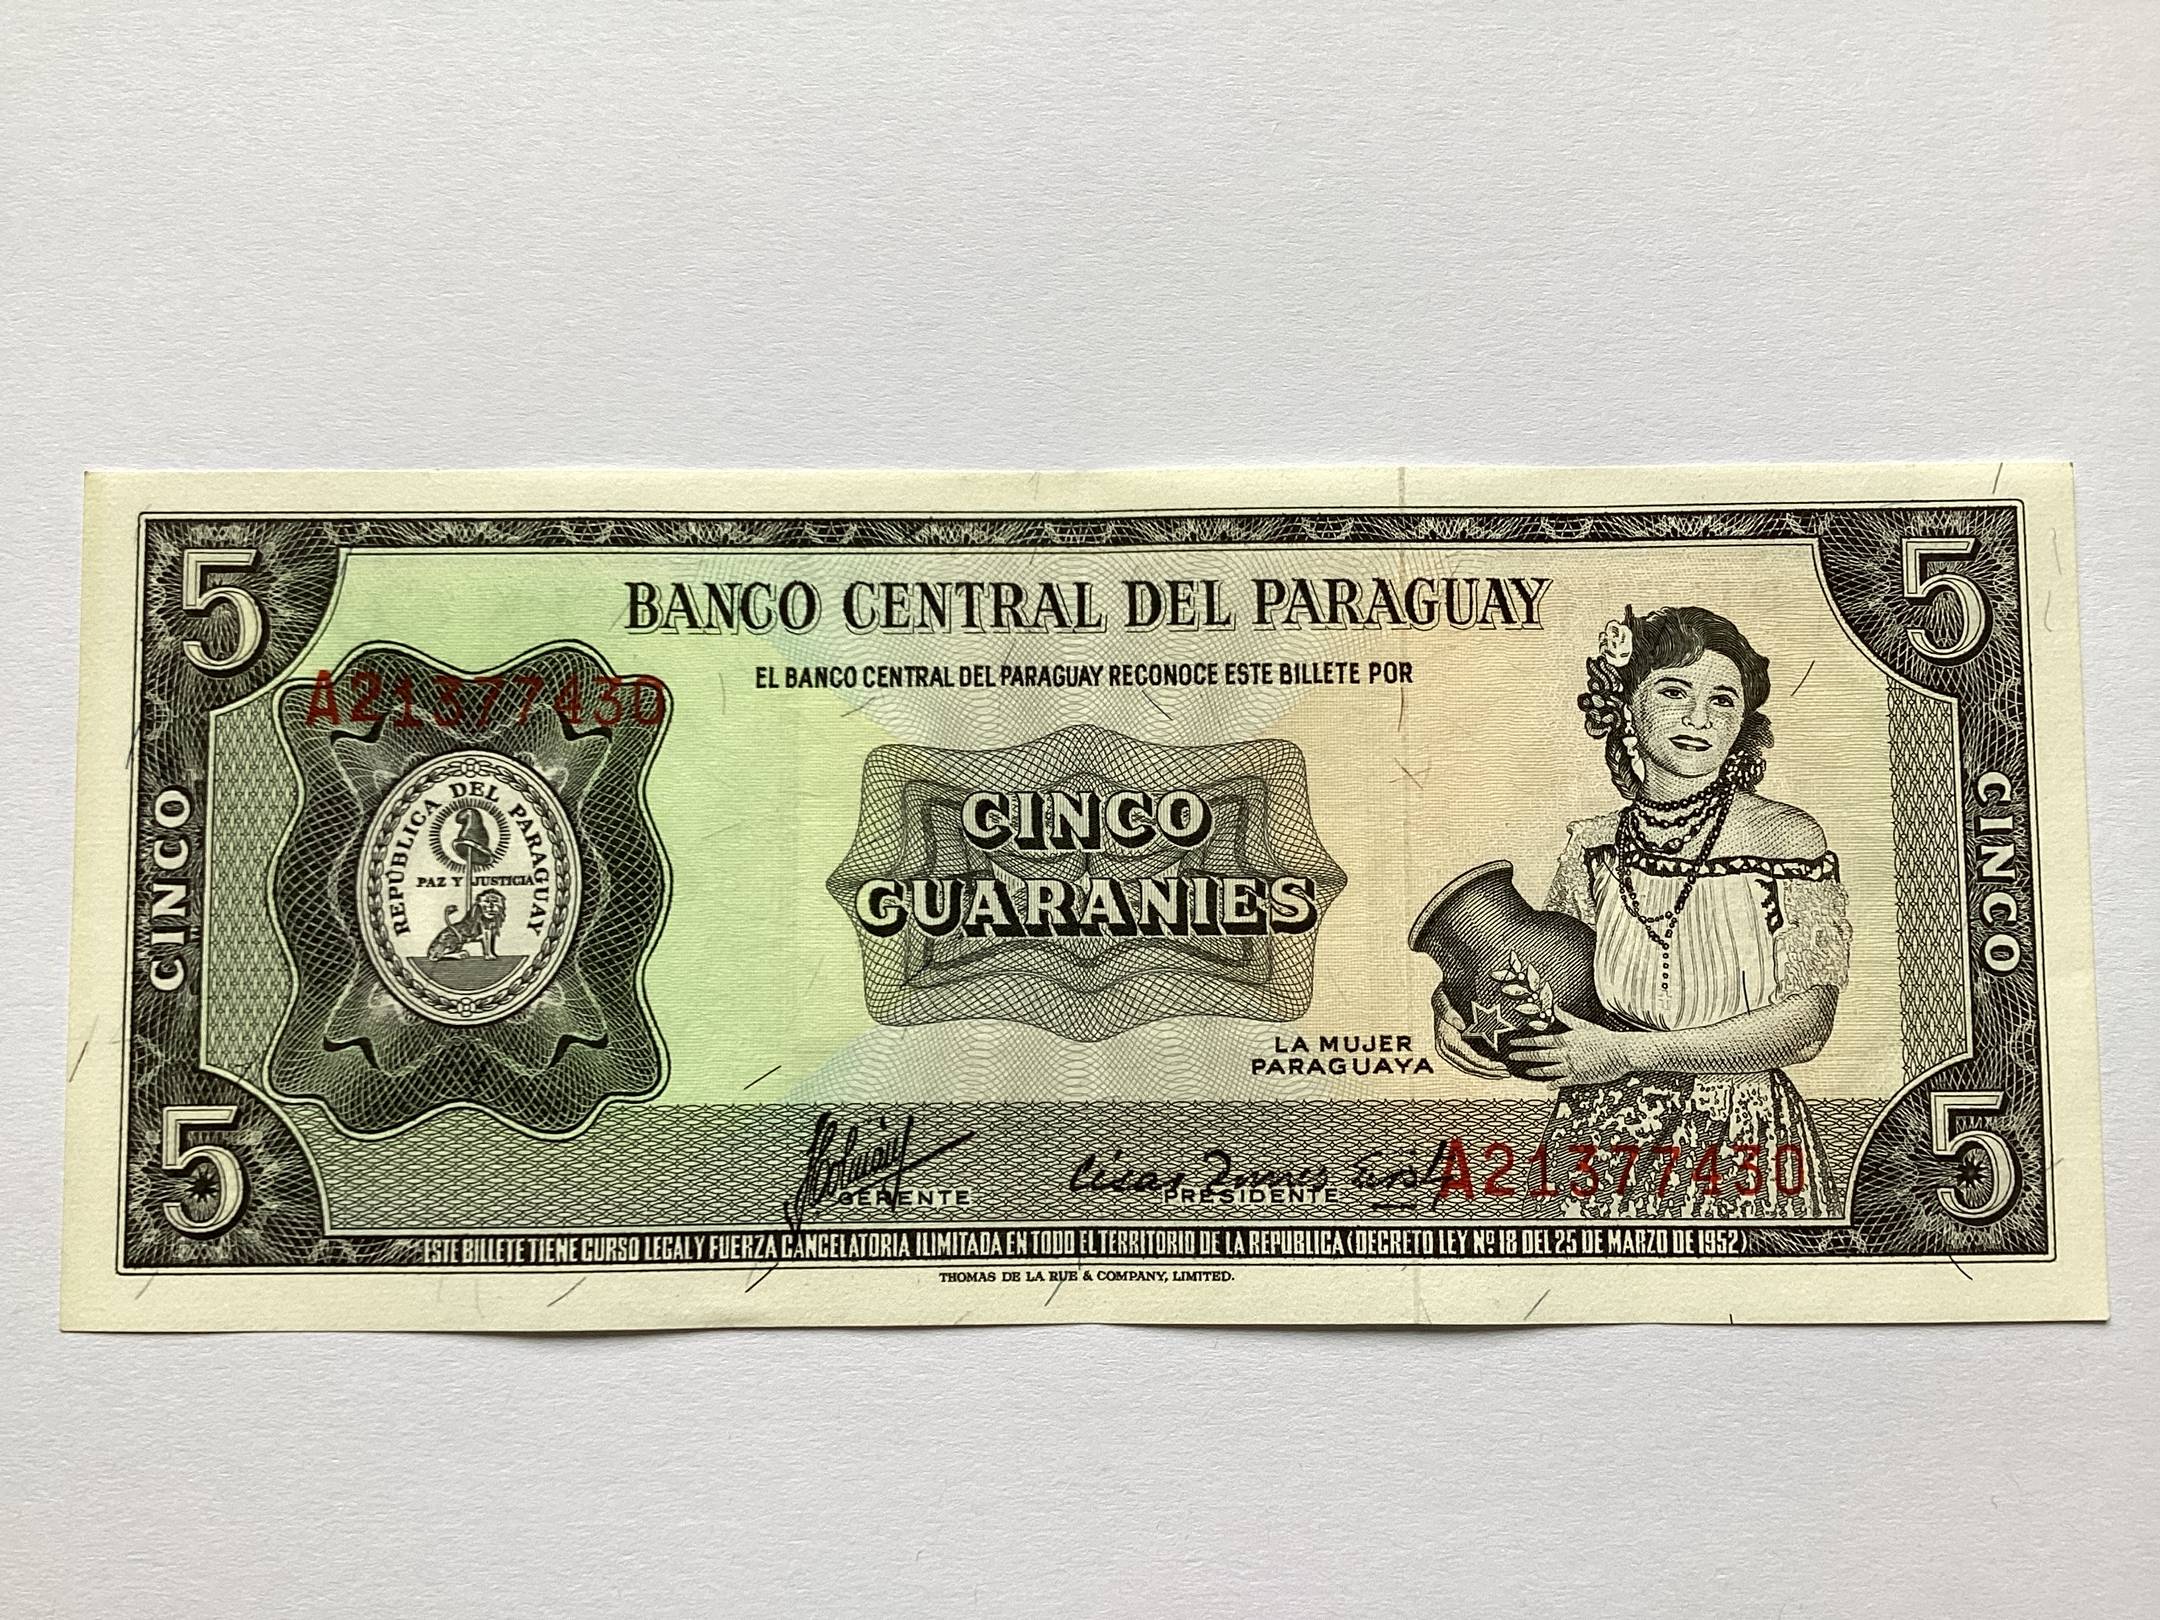 5
5
BANCO CENTRAL DEL PARAGUAY
EL BANCO CENTRAL DEL PARAGUAY RECONOCE ESTE BILLETE POR
A21377430
REPUBLICA DEL PARAGUAY
PAZ Y JUSTICIA
CINCO
CINCO
GUARANIES
CINCO
LA MUJER
PARAGUAYA
5
GERENTE
PRESIDENTE
A21377430
5
ESTE BILLETE TIENE CURSO LEGAL Y FUERZA CANCELATORIA ILIMITADA EN TODO EL TERRITORIO DE LA REPUBLICA (DECRETO LEY Nº 18 DEL 25 DE MARZO DE 1952)
THOMAS DE LA RUE & COMPANY, LIMITED.